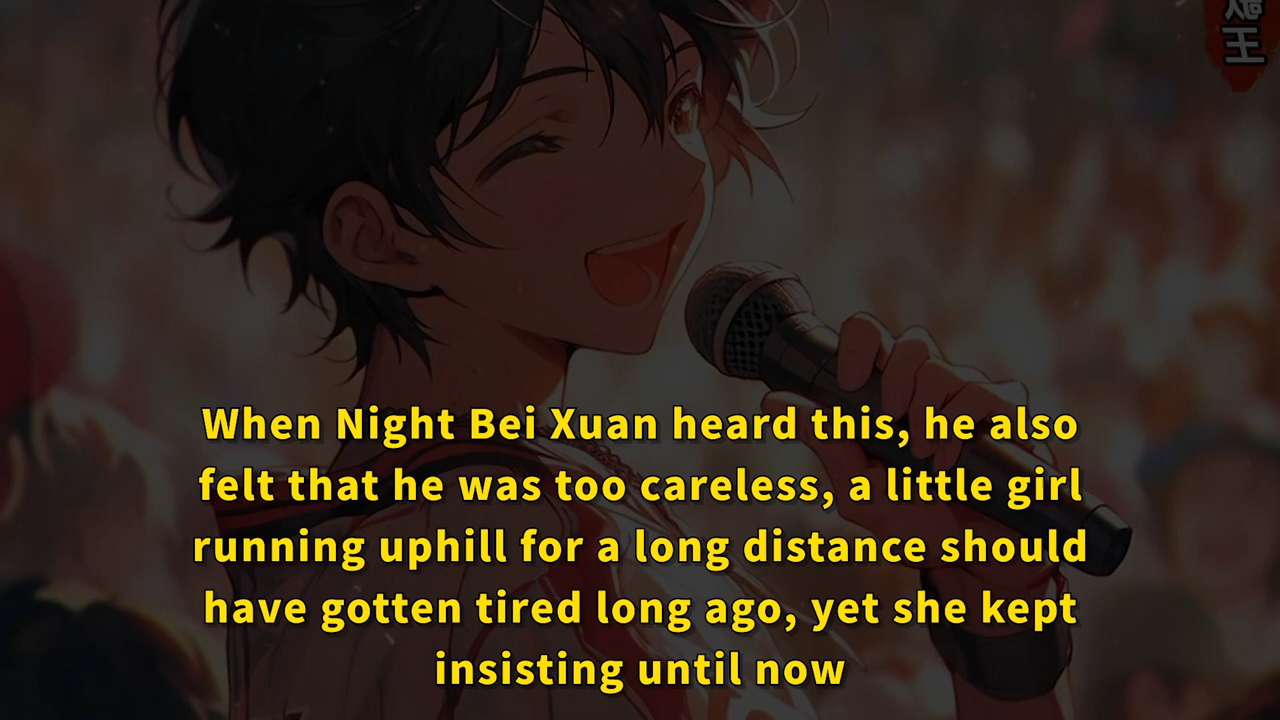 王
When Night Bei Xuan heard this, he also
felt that he was too careless, a little girl
running uphill for a long distance should
have gotten tired long ago, yet she kept
insisting until now